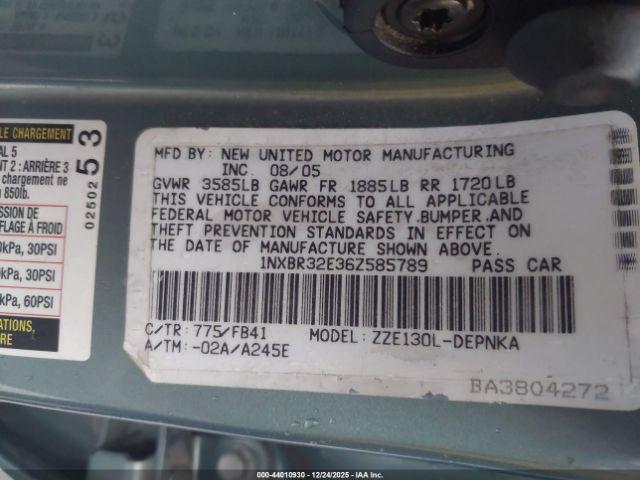 LE CHARGEMENT
AL 5
NT 2 : ARRIÈRE 3
chargement ne
850lb.
SSION DE
FLAGE À FROID
0kPa, 30PSI
kPa, 30PSI
kPa, 60PSI
ATIONS,
RE
02502
53
MFD BY: NEW UNITED MOTOR MANUFACTURING
INC. 08/05
GVWR 3585LB GAWR FR 1885LB RR 1720LB
THIS VEHICLE CONFORMS TO ALL APPLICABLE
FEDERAL MOTOR VEHICLE SAFETY,BUMPER,AND
THEFT PREVENTION STANDARDS IN EFFECT ON
THE DATE OF MANUFACTURE SHOWN ABOVE.
1NXBR32E36Z585789 PASS CAR
C/TR: 775/FB41 MODEL: ZZE130L-DEPNKA
A/TM: -02A/A245E
BA3804272
000-44010930 - 12/24/2025 - IAAI.COM